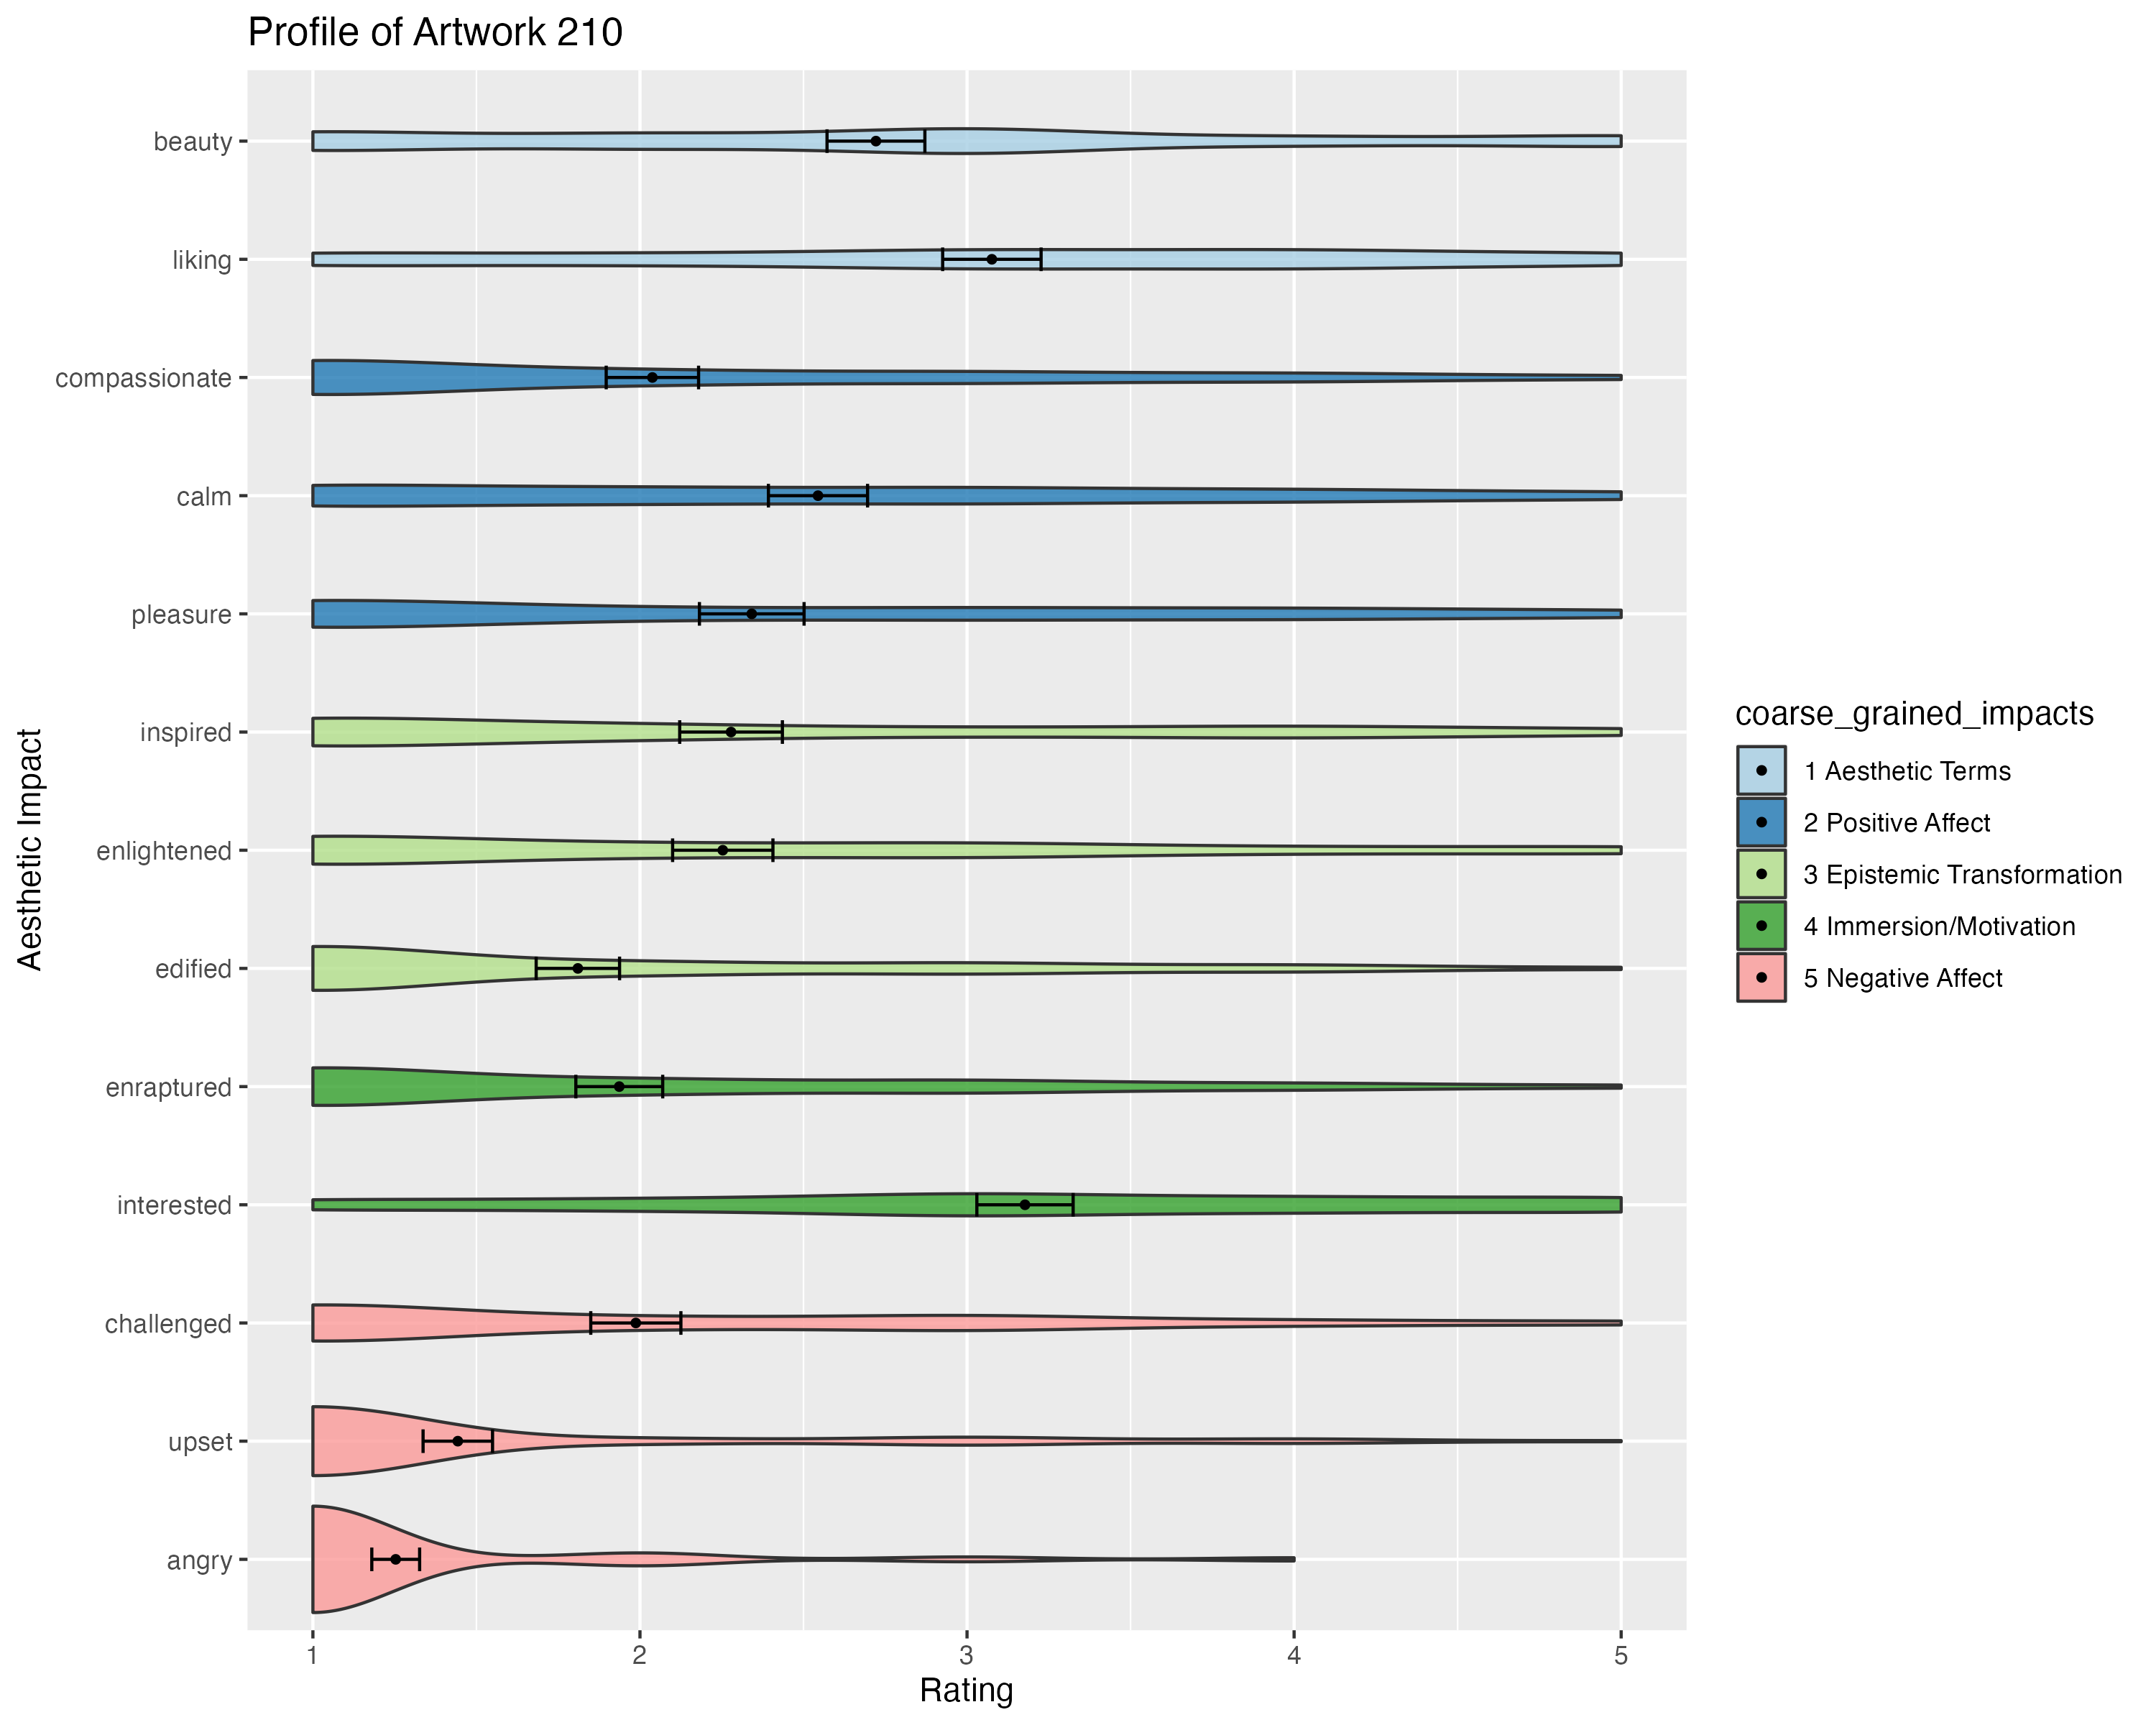 Profile of Artwork 210
beauty
liking
compassionate
calm
pleasure
inspired
enlightened
edified
enraptured
interested
challenged
upset
angry
Aesthetic Impact
1 2 3 4 5
Rating
coarse_grained_impacts
1 Aesthetic Terms
2 Positive Affect
3 Epistemic Transformation
4 Immersion/Motivation
5 Negative Affect